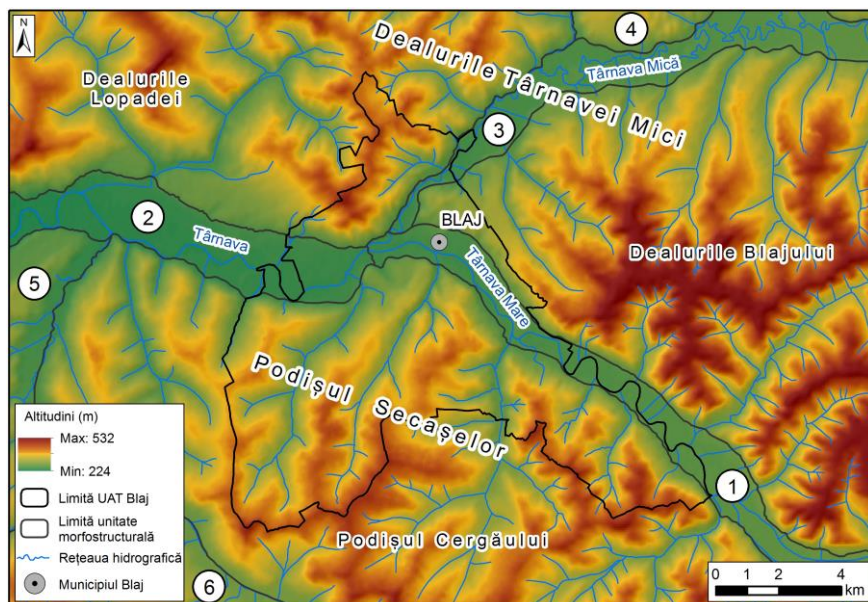 N
Dealurile
Lopadei
Dealurile Târnavei Mici
4
Târnava Mică
3
2
Târnava
BLAJ
Târnava Mare
Dealurile Blajului
5
Podișul Secașelor
1
Podișul Cergăului
6
Altitudini (m)
Max: 532
Min: 224
Limită UAT Blaj
Limită unitate
morfostructurală
Rețeaua hidrografică
Municipiul Blaj
0 1 2 4
km